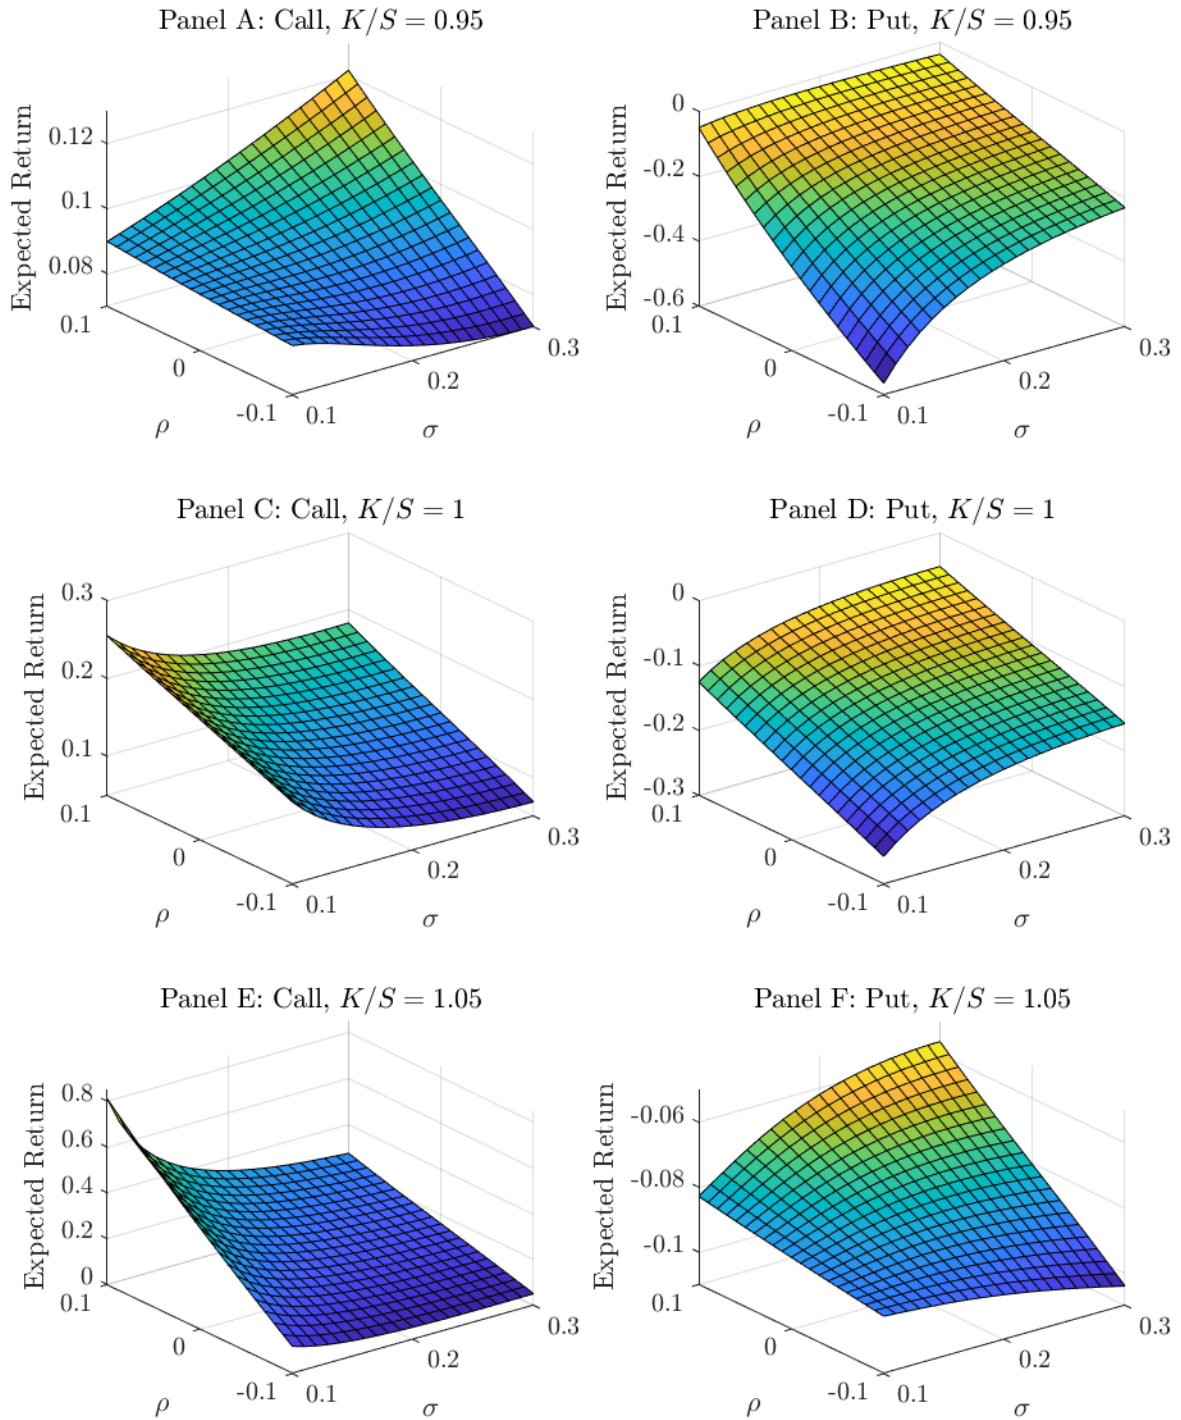 Panel A: Call, K/S = 0.95
Expected Return
0.12
0.1
0.08
0.1
0
-0.1
ρ
0.1
0.2
0.3
σ
Panel B: Put, K/S = 0.95
Expected Return
0
-0.2
-0.4
-0.6
0.1
0
-0.1
ρ
0.1
0.2
0.3
σ
Panel C: Call, K/S = 1
Expected Return
0.3
0.2
0.1
0.1
0
-0.1
ρ
0.1
0.2
0.3
σ
Panel D: Put, K/S = 1
Expected Return
0
-0.1
-0.2
-0.3
0.1
0
-0.1
ρ
0.1
0.2
0.3
σ
Panel E: Call, K/S = 1.05
Expected Return
0.8
0.6
0.4
0.2
0
0.1
0
-0.1
ρ
0.1
0.2
0.3
σ
Panel F: Put, K/S = 1.05
Expected Return
-0.06
-0.08
-0.1
0.1
0
-0.1
ρ
0.1
0.2
0.3
σ